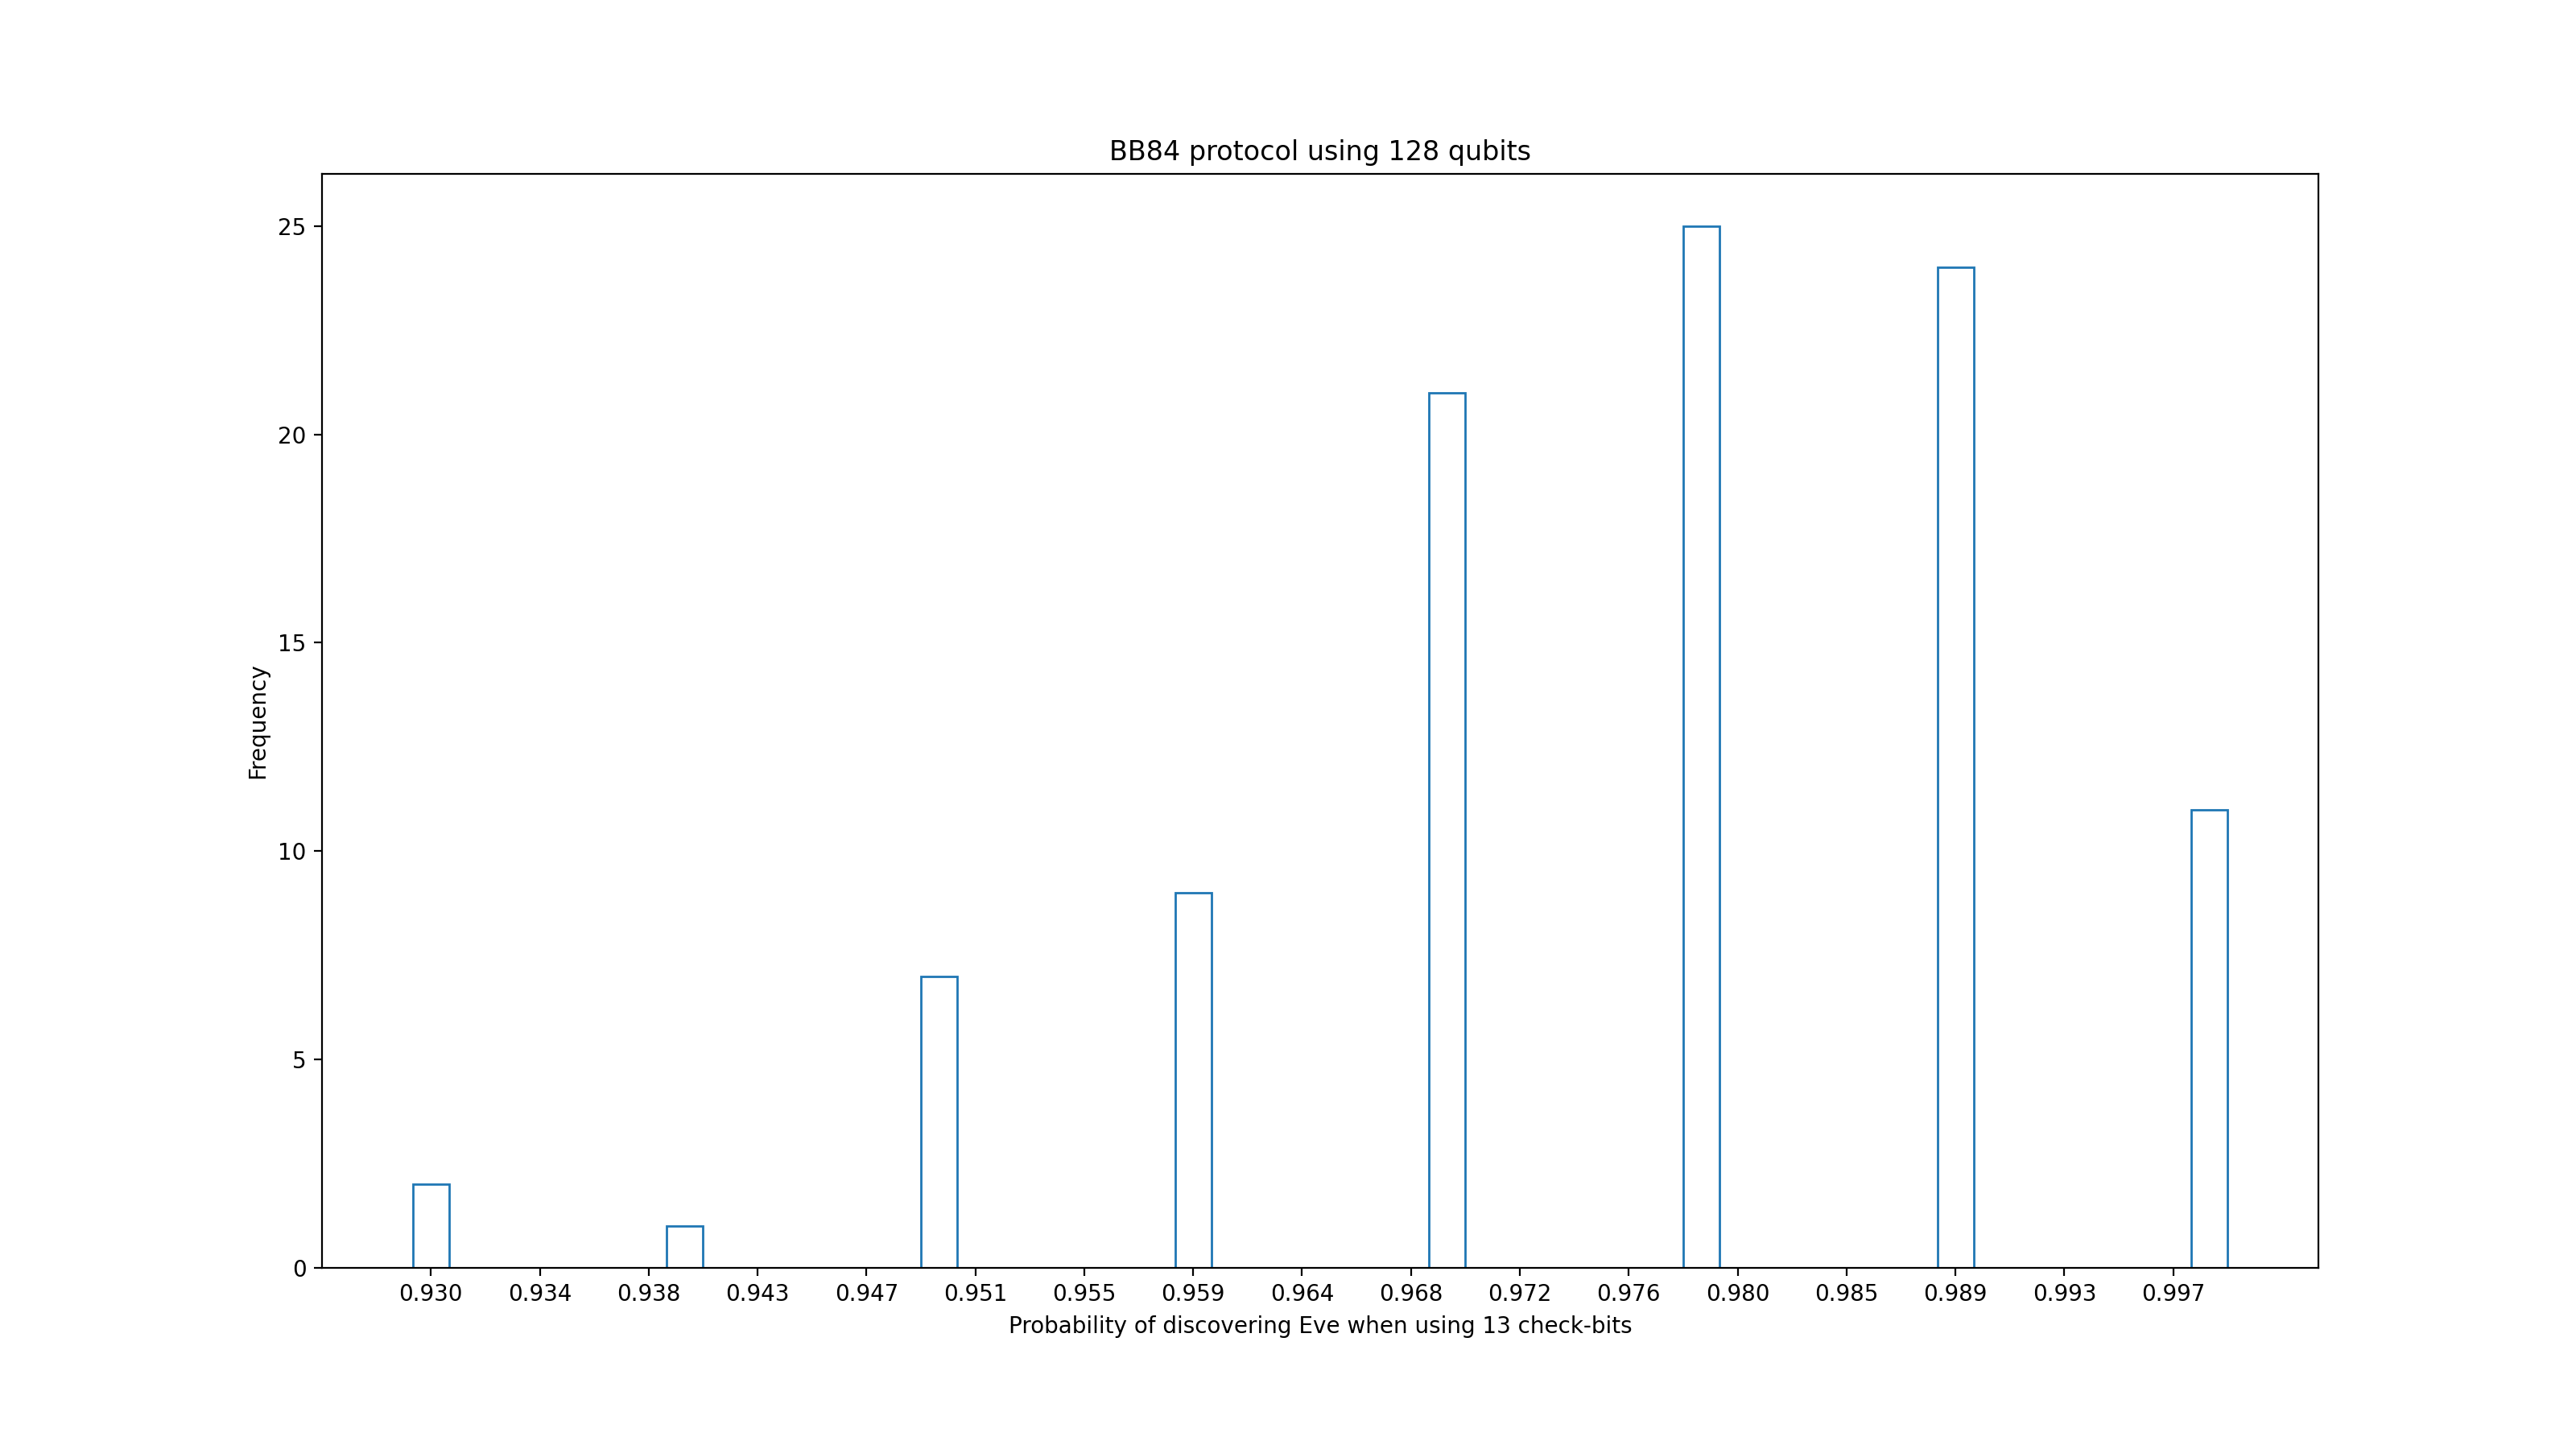 BB84 protocol using 128 qubits
25
20
15
10
5
0
Frequency
0.930 0.934 0.938 0.943 0.947 0.951 0.955 0.959 0.964 0.968 0.972 0.976 0.980 0.985 0.989 0.993 0.997
Probability of discovering Eve when using 13 check-bits